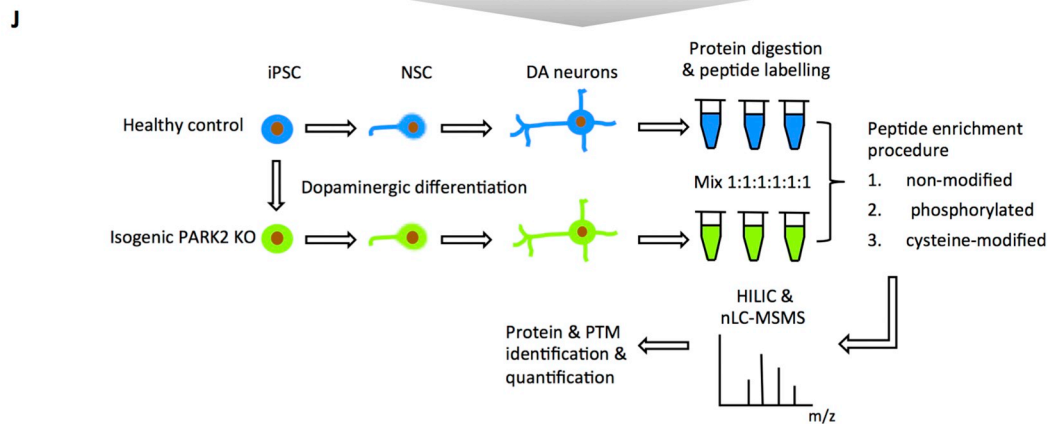 J
iPSC
NSC
DA neurons
Protein digestion
& peptide labelling
Healthy control
Dopaminergic differentiation
Isogenic PARK2 KO
Mix 1:1:1:1:1:1
Peptide enrichment
procedure
1. non-modified
2. phosphorylated
3. cysteine-modified
HILIC &
nLC-MSMS
m/z
Protein & PTM
identification &
quantification